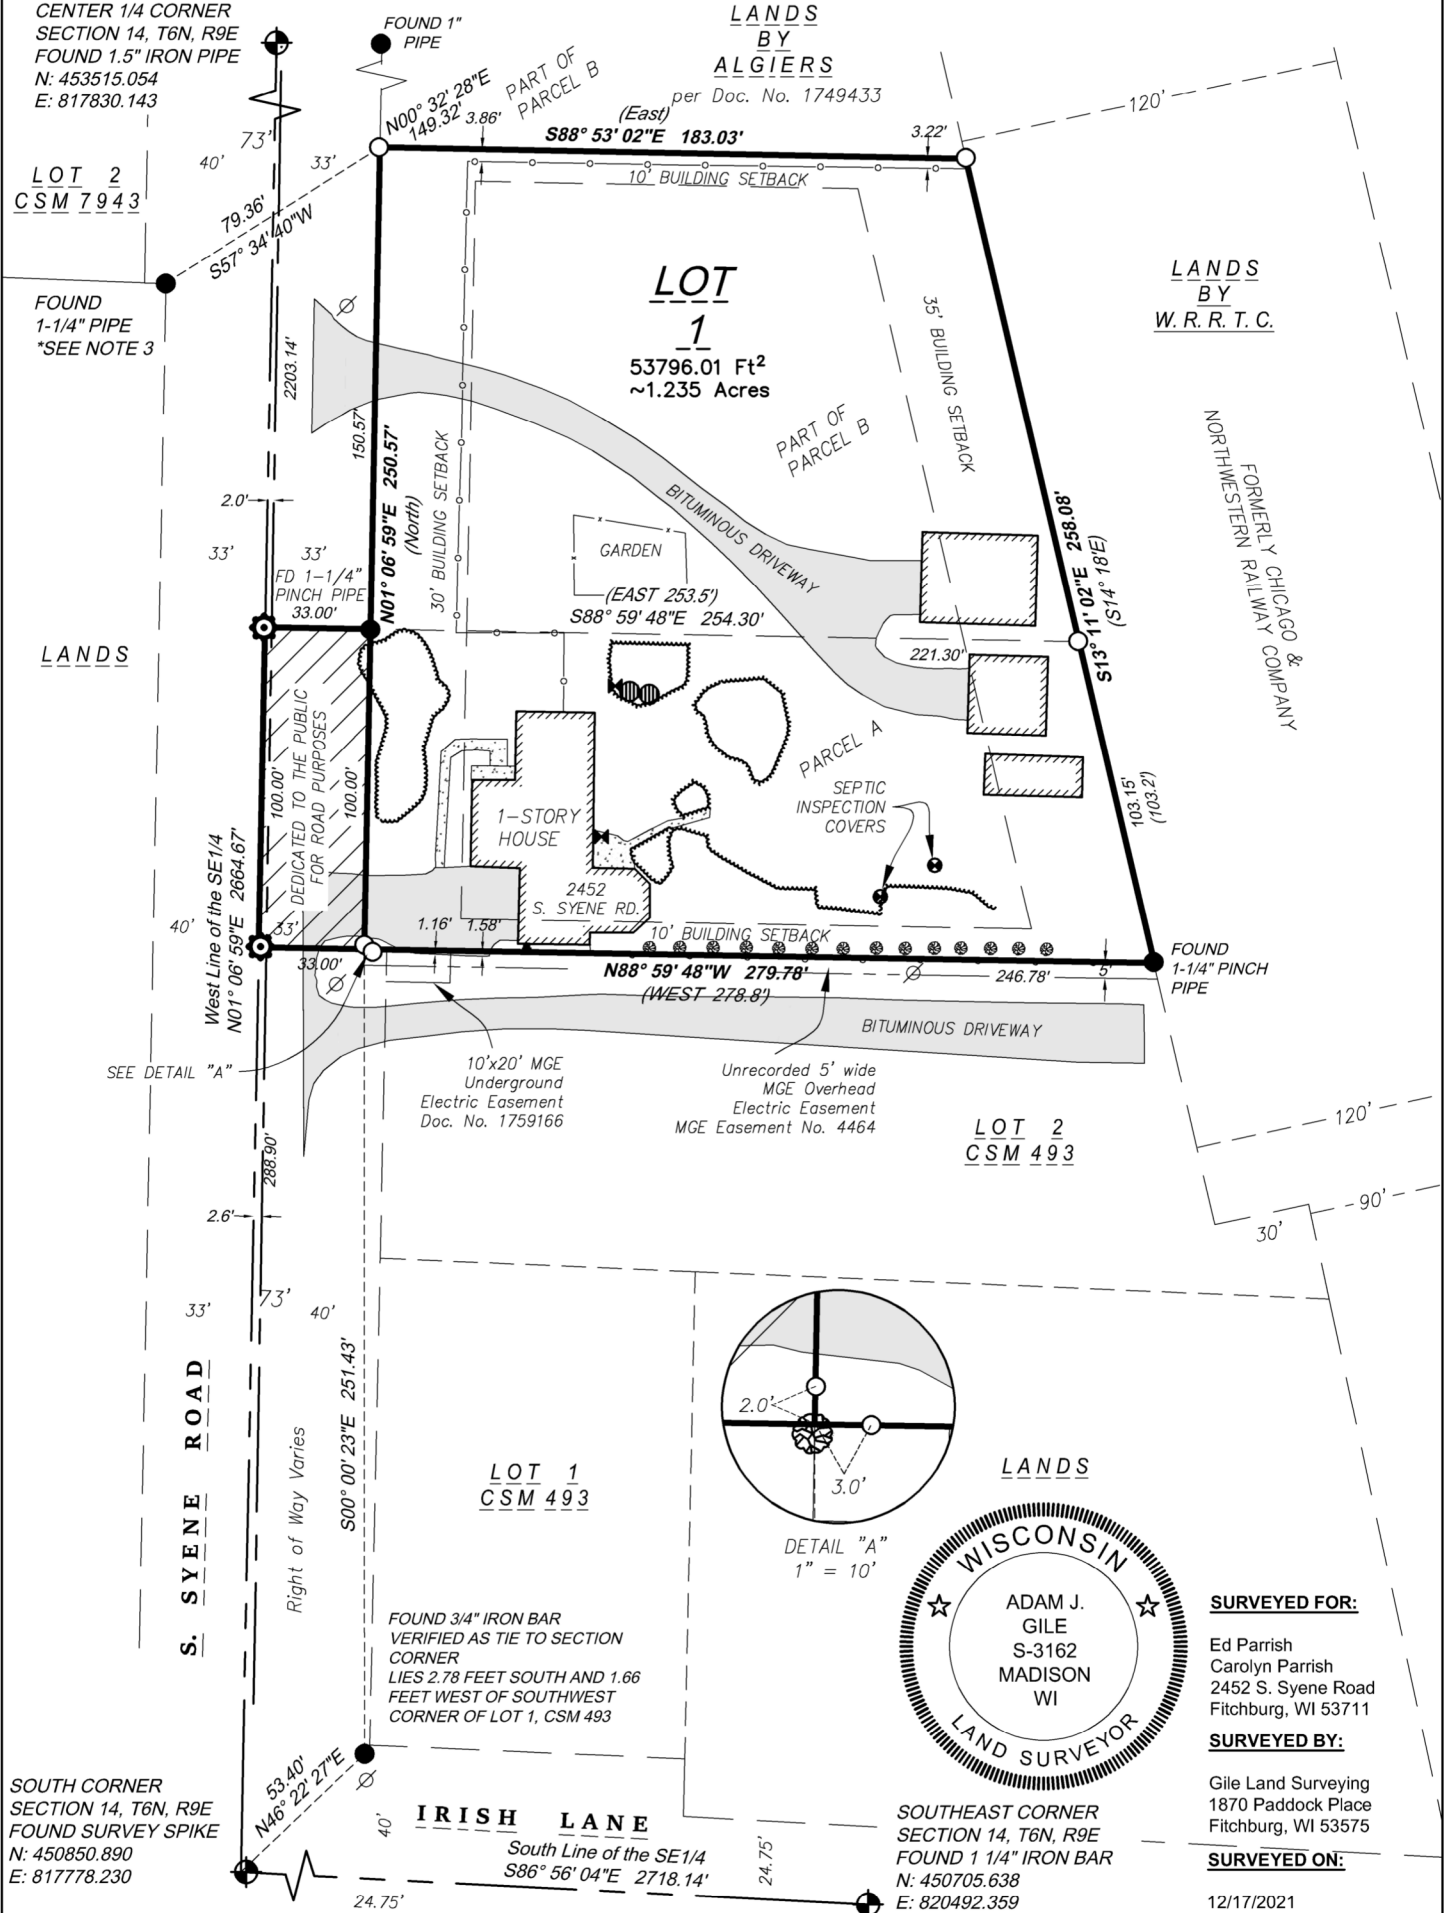 CENTER 1/4 CORNER
SECTION 14, T6N, R9E
FOUND 1.5" IRON PIPE
N: 453515.054
E: 817830.143
FOUND 1"
PIPE
LANDS
BY
ALGIERS
per Doc. No. 1749433
PART OF
PARCEL B
N00° 32' 28"E
149.32'
3.86'
(East)
S88° 53' 02"E 183.03'
3.22'
120'
73'
40'
33'
LOT 2
CSM 7943
79.36'
S57° 34' 40"W
10' BUILDING SETBACK
FOUND
1-1/4" PIPE
*SEE NOTE 3
2203.14'
LOT
1
53796.01 Ft²
~1.235 Acres
35' BUILDING SETBACK
LANDS
BY
W. R. R. T. C.
PART OF
PARCEL B
150.57'
N01° 06' 59"E 250.57'
(North)
30' BUILDING SETBACK
BITUMINOUS DRIVEWAY
FORMERLY CHICAGO &
NORTHWESTERN RAILWAY COMPANY
2.0'
33'
33'
FD 1-1/4"
PINCH PIPE
33.00'
GARDEN
(EAST 253.5')
S88° 59' 48"E 254.30'
S13° 11' 02"E 258.08'
(S14° 18'E)
221.30'
LANDS
DEDICATED TO THE PUBLIC
FOR ROAD PURPOSES
100.00'
100.00'
PARCEL A
SEPTIC
INSPECTION
COVERS
103.15'
(103.2')
1-STORY
HOUSE
2452
S. SYENE RD.
West Line of the SE1/4
N01° 06' 59"E 2664.67'
40'
33'
1.16'
1.58'
10' BUILDING SETBACK
33.00'
N88° 59' 48"W 279.78'
(WEST 278.8')
246.78'
5'
FOUND
1-1/4" PINCH
PIPE
BITUMINOUS DRIVEWAY
SEE DETAIL "A"
10'x20' MGE
Underground
Electric Easement
Doc. No. 1759166
Unrecorded 5' wide
MGE Overhead
Electric Easement
MGE Easement No. 4464
LOT 2
CSM 493
120'
288.90'
2.6'
90'
30'
33'
73'
40'
S. SYENE ROAD
Right of Way Varies
S00° 00' 23"E 251.43'
LOT 1
CSM 493
2.0'
3.0'
DETAIL "A"
1" = 10'
LANDS
WISCONSIN
ADAM J.
GILE
S-3162
MADISON
WI
LAND SURVEYOR
SURVEYED FOR:
Ed Parrish
Carolyn Parrish
2452 S. Syene Road
Fitchburg, WI 53711
SURVEYED BY:
Gile Land Surveying
1870 Paddock Place
Fitchburg, WI 53575
SURVEYED ON:
12/17/2021
FOUND 3/4" IRON BAR
VERIFIED AS TIE TO SECTION
CORNER
LIES 2.78 FEET SOUTH AND 1.66
FEET WEST OF SOUTHWEST
CORNER OF LOT 1, CSM 493
53.40'
N46° 22' 27"E
SOUTH CORNER
SECTION 14, T6N, R9E
FOUND SURVEY SPIKE
N: 450850.890
E: 817778.230
40'
IRISH LANE
South Line of the SE1/4
S86° 56' 04"E 2718.14'
24.75'
24.75'
SOUTHEAST CORNER
SECTION 14, T6N, R9E
FOUND 1 1/4" IRON BAR
N: 450705.638
E: 820492.359